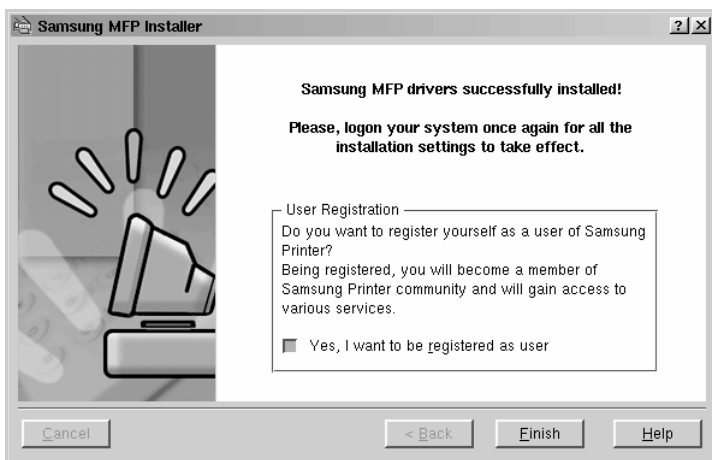 Samsung MFP Installer
?
Samsung MFP drivers successfully installed!
Please, logon your system once again for all the
installation settings to take effect.
User Registration
Do you want to register yourself as a user of Samsung
Printer?
Being registered, you will become a member of
Samsung Printer community and will gain access to
various services.
Yes, I want to be registered as user
Cancel
< Back
Finish
Help